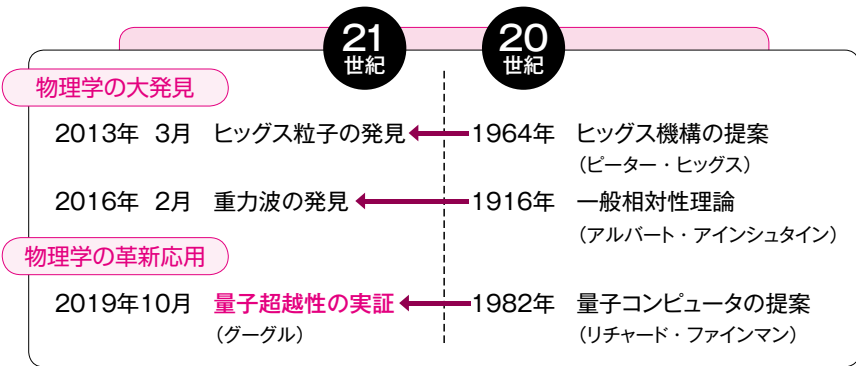 21
世紀
20
世紀
物理学の大発見
2013年 3月 ヒッグス粒子の発見 1964年 ヒッグス機構の提案
（ピーター・ヒッグス）
2016年 2月 重力波の発見 1916年 一般相対性理論
（アルバート・アインシュタイン）
物理学の革新応用
2019年10月 量子超越性の実証 1982年 量子コンピュータの提案
（グーグル） （リチャード・ファインマン）